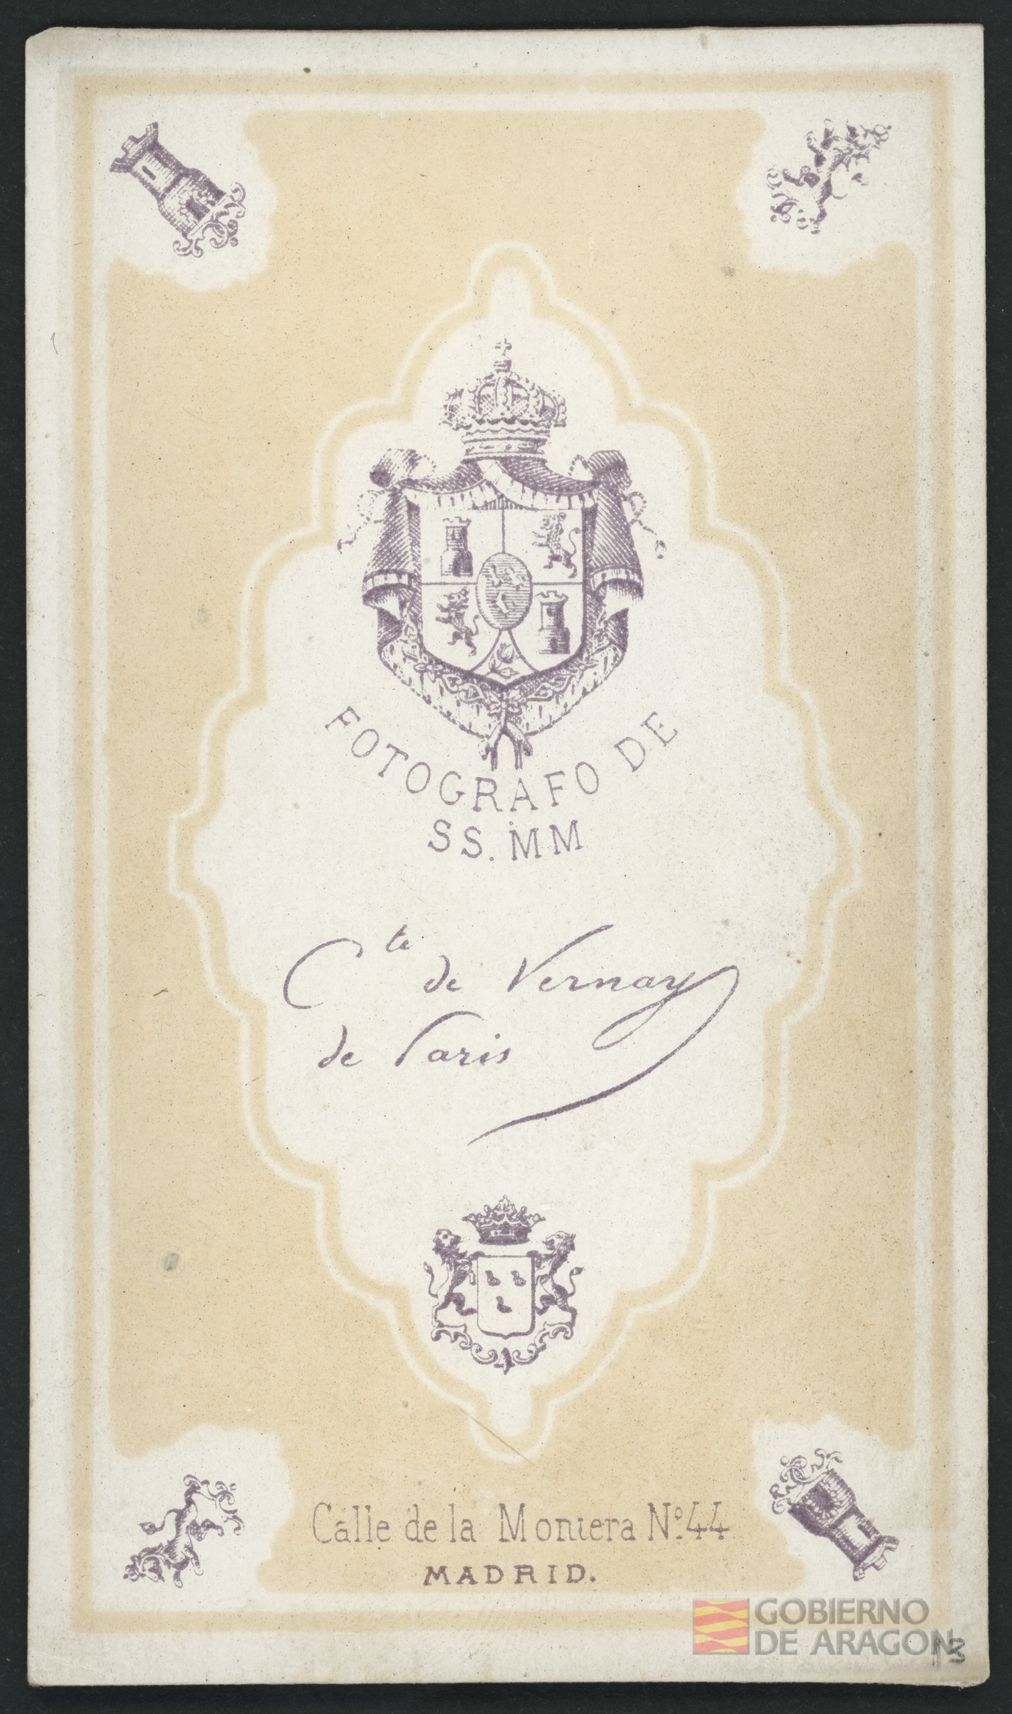 FOTOGRAFO DE
SS. MM
Cte de Vernay
de Paris
Calle de la Montera Nº 44
MADRID.
GOBIERNO
DE ARAGON
13